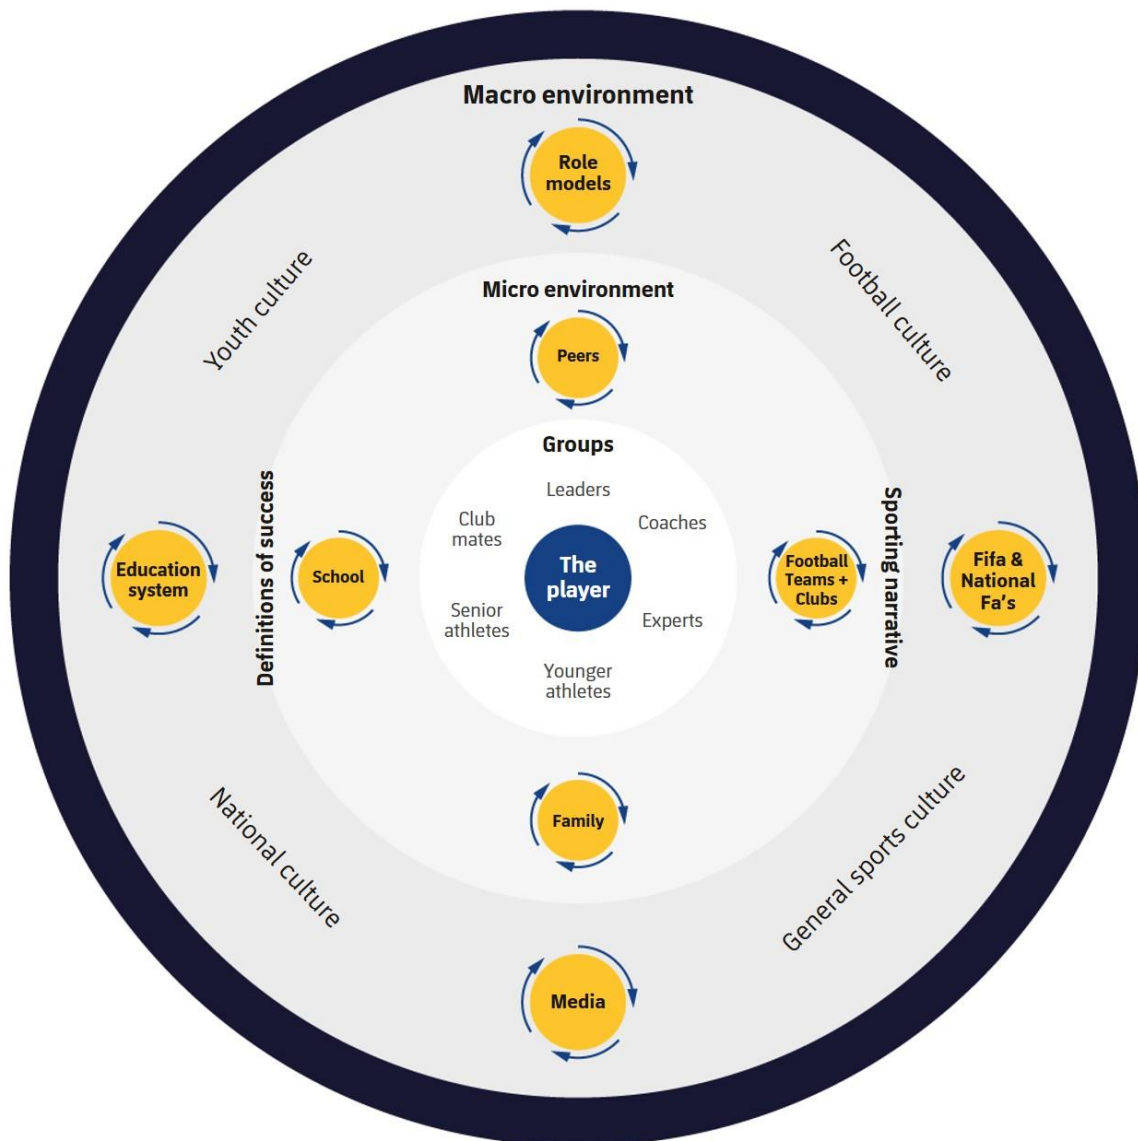 Macro environment
Role
models
Youth culture
Football culture
Micro environment
Peers
Groups
Leaders
Club
mates
Coaches
Definitions of success
Education
system
School
The
player
Football
Teams +
Clubs
Sporting narrative
Fifa &
National
Fa's
Senior
athletes
Experts
Younger
athletes
Family
National culture
General sports culture
Media